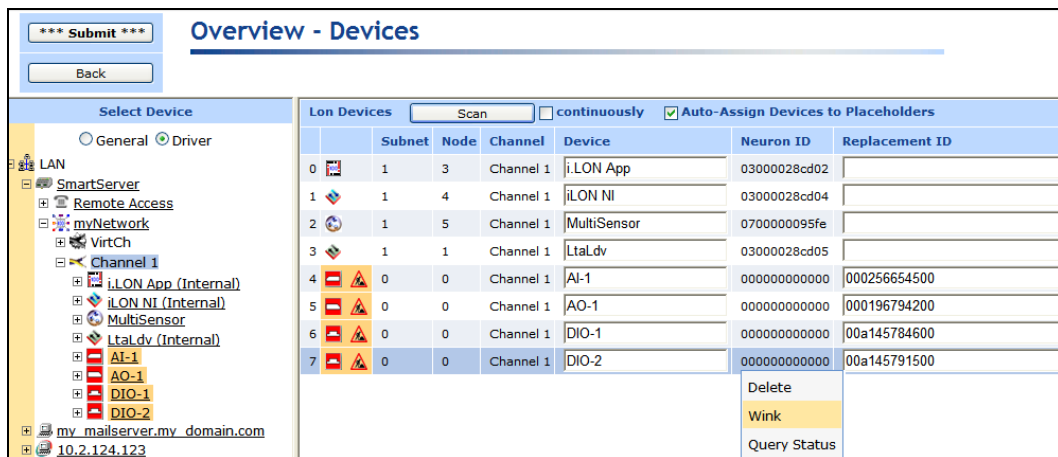 *** Submit ***
Overview - Devices
Back
Select Device
General Driver
LAN
SmartServer
Remote Access
myNetwork
VirtCh
Channel 1
i.LON App (Internal)
iLON NI (Internal)
MultiSensor
LtaLdv (Internal)
AI-1
AO-1
DIO-1
DIO-2
my_mailserver.my_domain.com
10.2.124.123
Lon Devices Scan continuously Auto-Assign Devices to Placeholders
Subnet Node Channel Device Neuron ID Replacement ID
0 1 3 Channel 1 i.LON App 03000028cd02
1 1 4 Channel 1 iLON NI 03000028cd04
2 1 5 Channel 1 MultiSensor 0700000095fe
3 1 1 Channel 1 LtaLdv 03000028cd05
4 0 0 Channel 1 AI-1 000000000000 000256654500
5 0 0 Channel 1 AO-1 000000000000 000196794200
6 0 0 Channel 1 DIO-1 000000000000 00a145784600
7 0 0 Channel 1 DIO-2 000000000000 00a145791500
Delete
Wink
Query Status